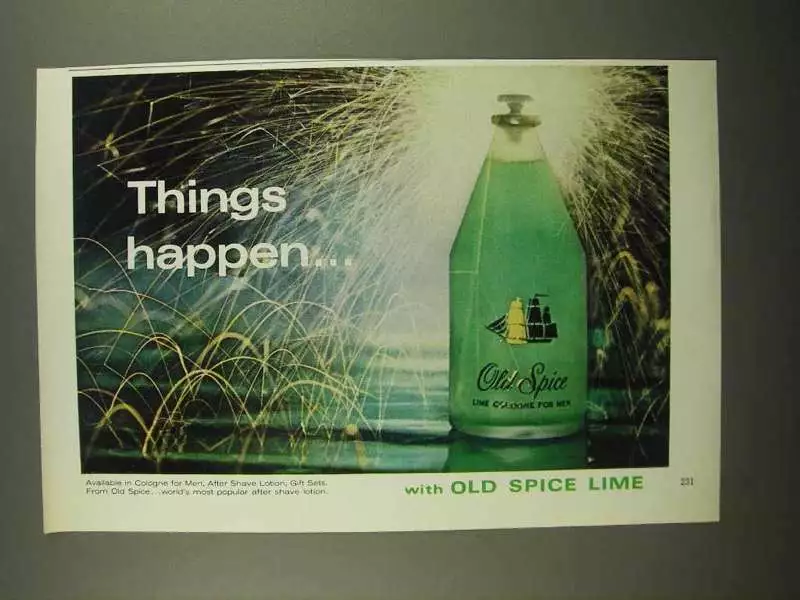 Things
happen...
Old Spice
LIME COLOGNE FOR MEN
Available in Cologne for Men, After Shave Lotion, Gift Sets.
From Old Spice...world's most popular after shave lotion.
with OLD SPICE LIME
231